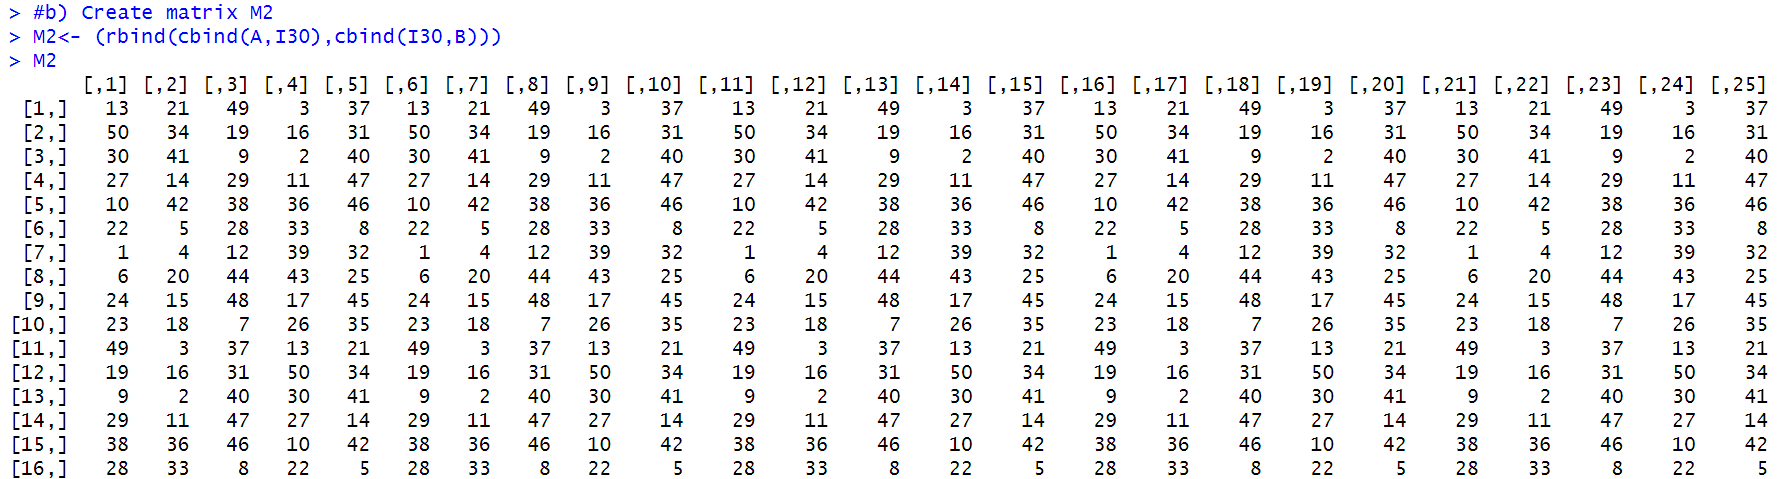 > #b) Create matrix M2
> M2<- (rbind(cbind(A,I30),cbind(I30,B)))
> M2
[,1] [,2] [,3] [,4] [,5] [,6] [,7] [,8] [,9] [,10] [,11] [,12] [,13] [,14] [,15] [,16] [,17] [,18] [,19] [,20] [,21] [,22] [,23] [,24] [,25]
[1,] 13 21 49 3 37 13 21 49 3 37 13 21 49 3 37 13 21 49 3 37 13 21 49 3 37
[2,] 50 34 19 16 31 50 34 19 16 31 50 34 19 16 31 50 34 19 16 31 50 34 19 16 31
[3,] 30 41 9 2 40 30 41 9 2 40 30 41 9 2 40 30 41 9 2 40 30 41 9 2 40
[4,] 27 14 29 11 47 27 14 29 11 47 27 14 29 11 47 27 14 29 11 47 27 14 29 11 47
[5,] 10 42 38 36 46 10 42 38 36 46 10 42 38 36 46 10 42 38 36 46 10 42 38 36 46
[6,] 22 5 28 33 8 22 5 28 33 8 22 5 28 33 8 22 5 28 33 8 22 5 28 33 8
[7,] 1 4 12 39 32 1 4 12 39 32 1 4 12 39 32 1 4 12 39 32 1 4 12 39 32
[8,] 6 20 44 43 25 6 20 44 43 25 6 20 44 43 25 6 20 44 43 25 6 20 44 43 25
[9,] 24 15 48 17 45 24 15 48 17 45 24 15 48 17 45 24 15 48 17 45 24 15 48 17 45
[10,] 23 18 7 26 35 23 18 7 26 35 23 18 7 26 35 23 18 7 26 35 23 18 7 26 35
[11,] 49 3 37 13 21 49 3 37 13 21 49 3 37 13 21 49 3 37 13 21 49 3 37 13 21
[12,] 19 16 31 50 34 19 16 31 50 34 19 16 31 50 34 19 16 31 50 34 19 16 31 50 34
[13,] 9 2 40 30 41 9 2 40 30 41 9 2 40 30 41 9 2 40 30 41 9 2 40 30 41
[14,] 29 11 47 27 14 29 11 47 27 14 29 11 47 27 14 29 11 47 27 14 29 11 47 27 14
[15,] 38 36 46 10 42 38 36 46 10 42 38 36 46 10 42 38 36 46 10 42 38 36 46 10 42
[16,] 28 33 8 22 5 28 33 8 22 5 28 33 8 22 5 28 33 8 22 5 28 33 8 22 5